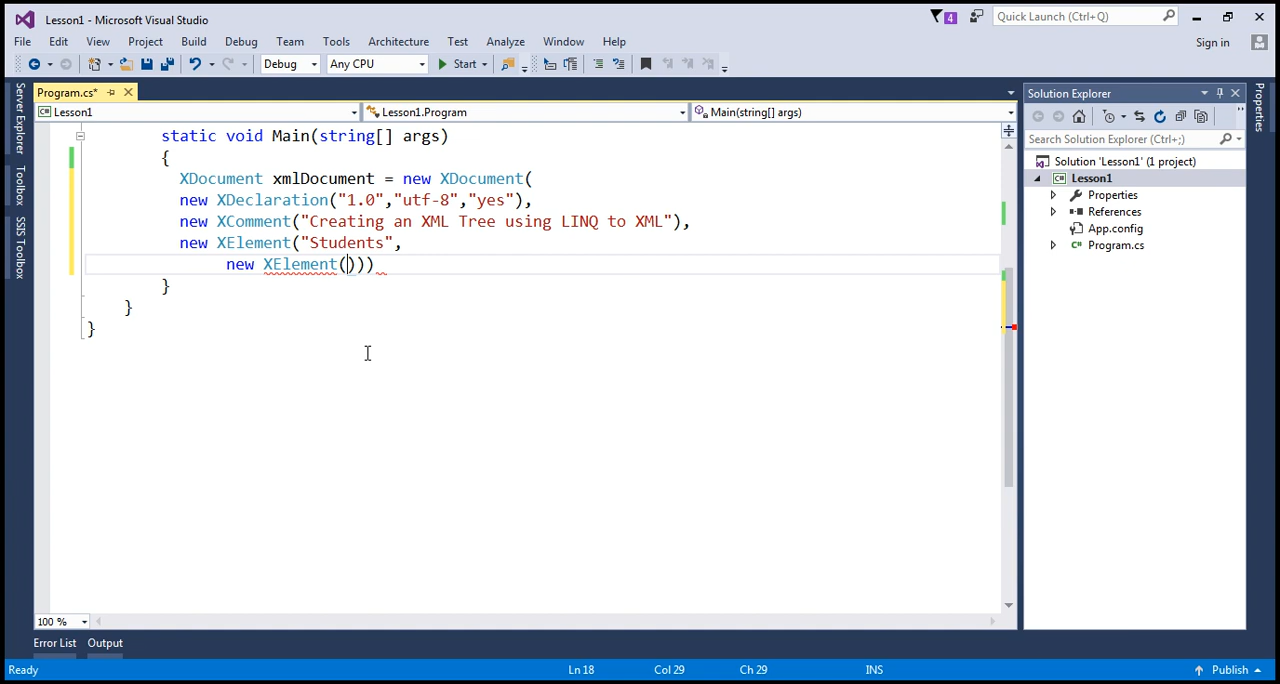 Lesson1 - Microsoft Visual Studio
4
Quick Launch (Ctrl+Q)
File Edit View Project Build Debug Team Tools Architecture Test Analyze Window Help
Sign in
Debug Any CPU Start
Program.cs*
Solution Explorer
Lesson1 Lesson1.Program Main(string[] args)
Server Explorer
Toolbox
SSIS Toolbox
Properties
static void Main(string[] args)
{
XDocument xmlDocument = new XDocument(
new XDeclaration("1.0","utf-8","yes"),
new XComment("Creating an XML Tree using LINQ to XML"),
new XElement("Students",
new XElement()))
}
}
}
Search Solution Explorer (Ctrl+;)
Solution 'Lesson1' (1 project)
Lesson1
Properties
References
App.config
Program.cs
100 %
Error List Output
Ready Ln 18 Col 29 Ch 29 INS Publish